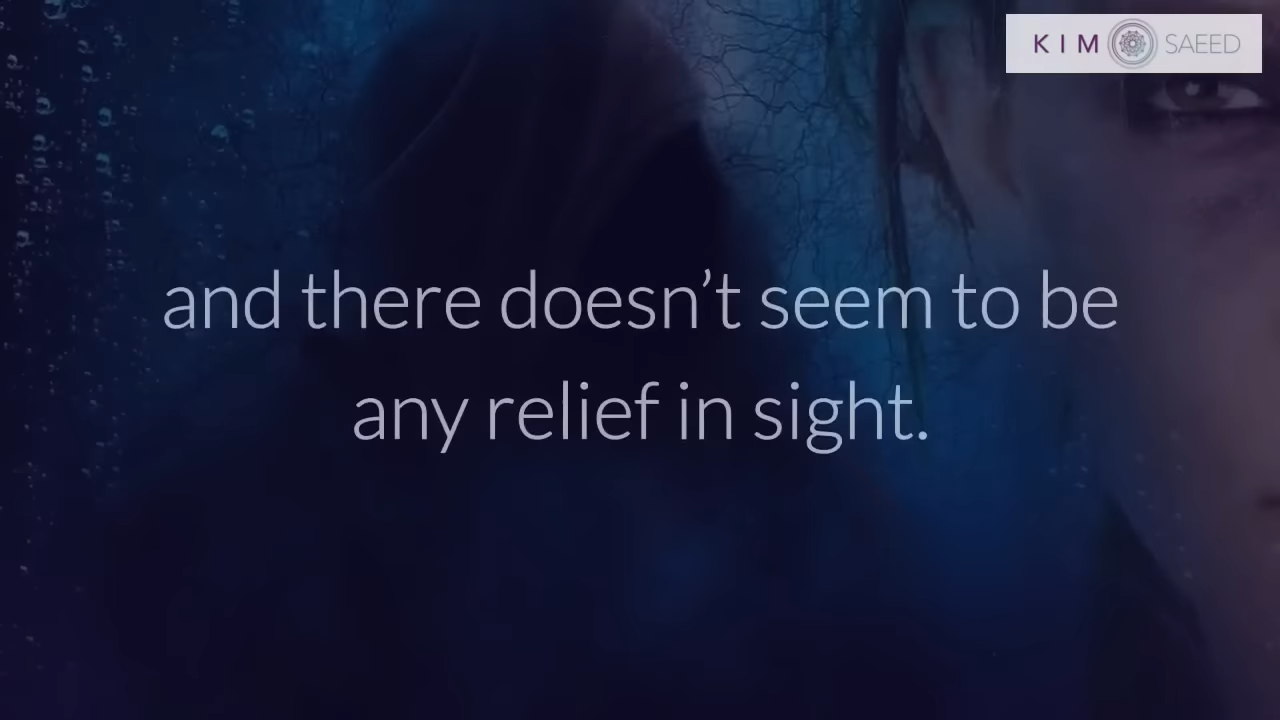 KIM SAEED
and there doesn’t seem to be
any relief in sight.